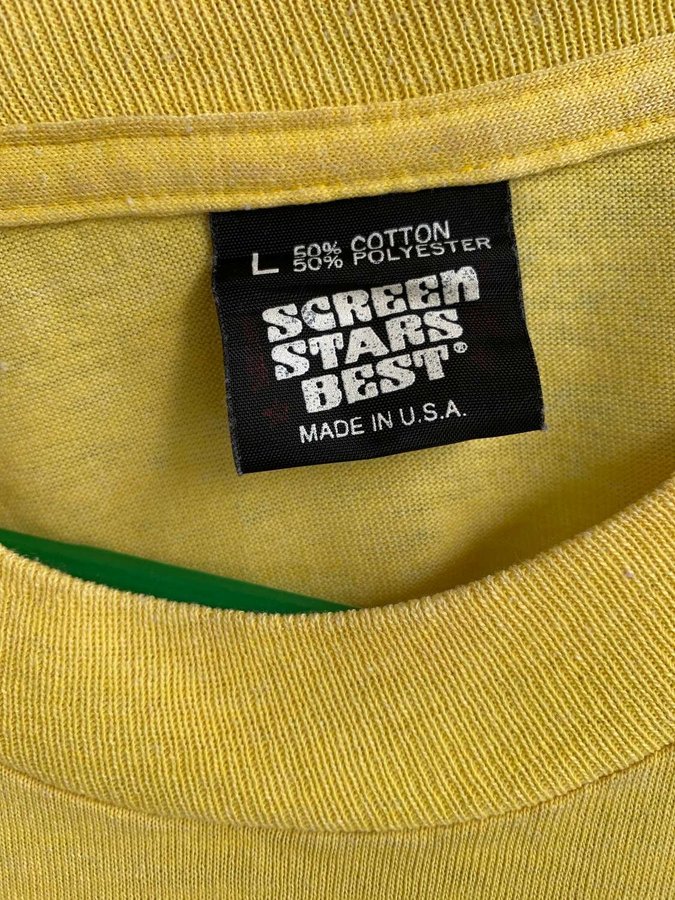 L 50% COTTON
50% POLYESTER
SCREEN
STARS
BEST®
MADE IN U.S.A.